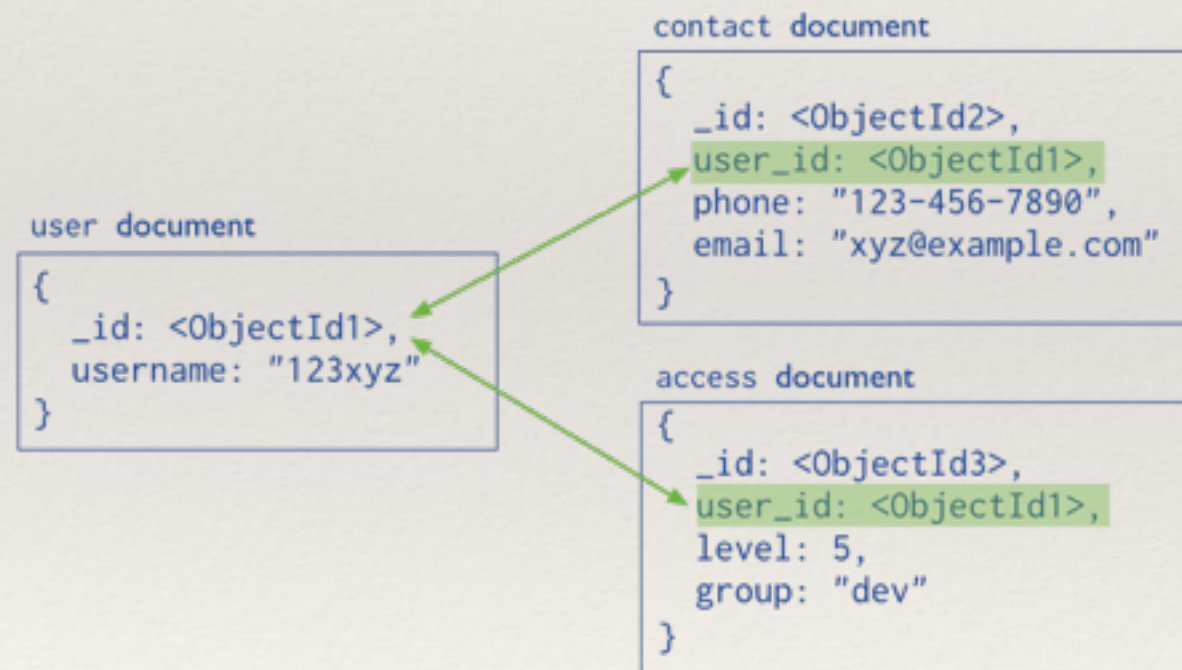 user document
{
_id: <ObjectId1>,
username: "123xyz"
}
contact document
{
_id: <ObjectId2>,
user_id: <ObjectId1>,
phone: "123-456-7890",
email: "xyz@example.com"
}
access document
{
_id: <ObjectId3>,
user_id: <ObjectId1>,
level: 5,
group: "dev"
}